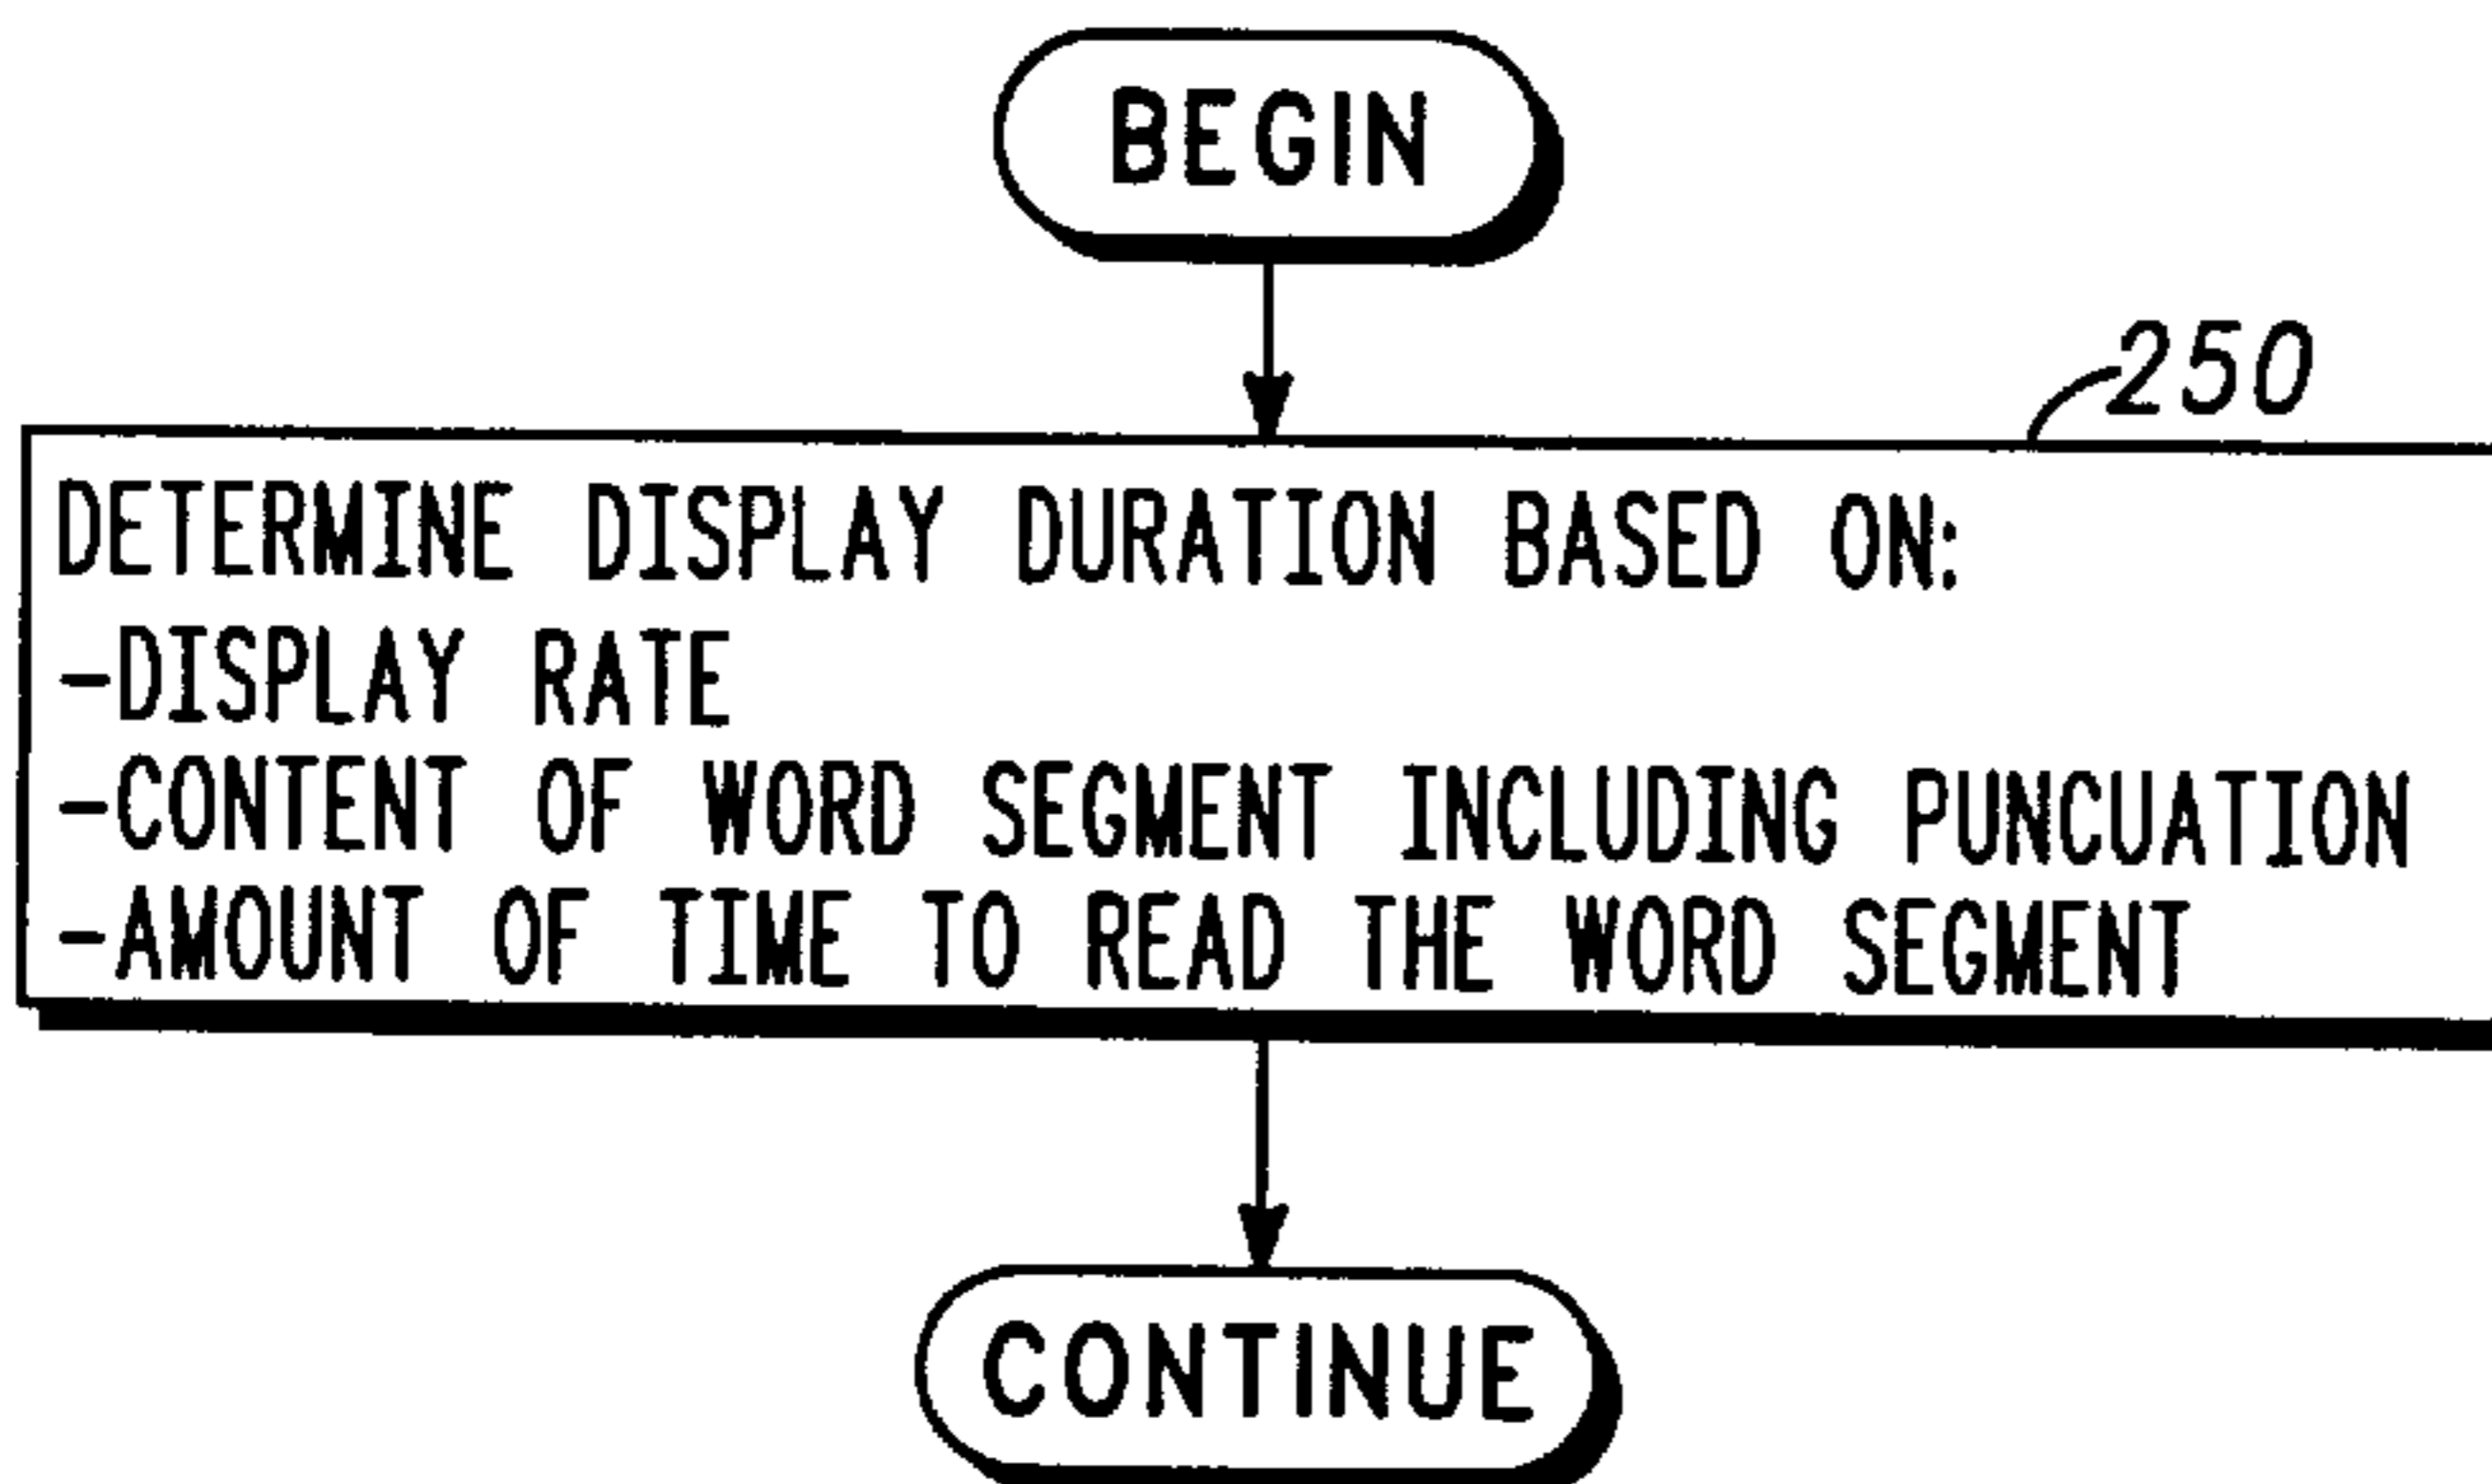 BEGIN
250
DETERMINE DISPLAY DURATION BASED ON:
-DISPLAY RATE
-CONTENT OF WORD SEGMENT INCLUDING PUNCUATION
-AMOUNT OF TIME TO READ THE WORD SEGMENT
CONTINUE